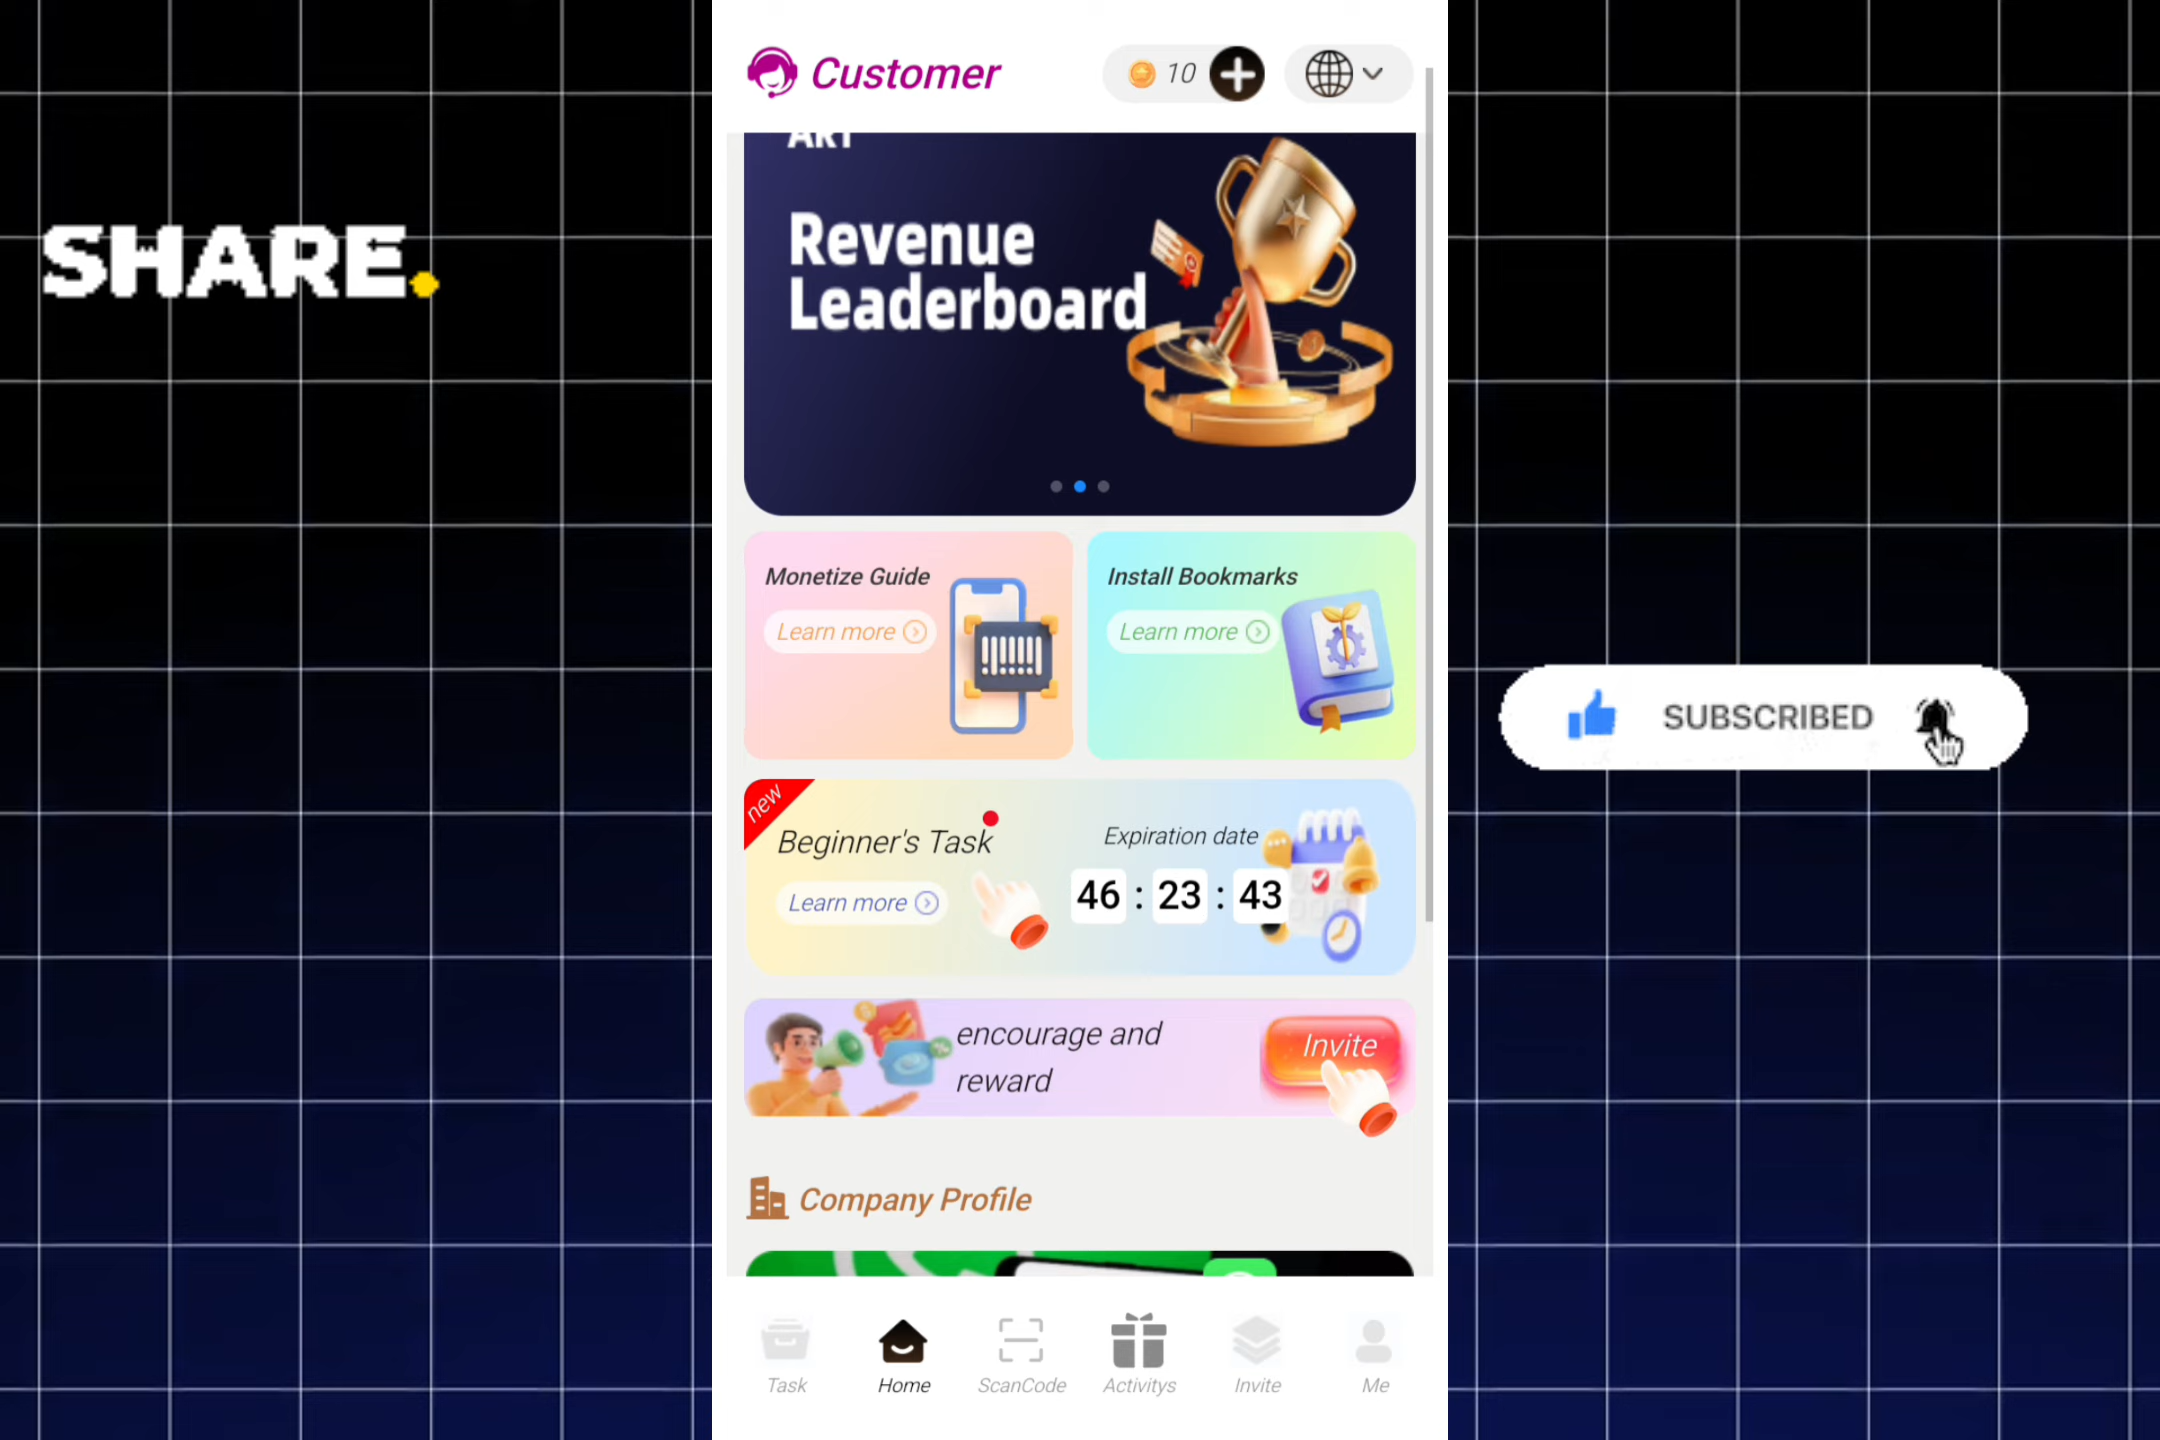 SHARE.
Customer
10
ART
Revenue
Leaderboard
Monetize Guide
Learn more
Install Bookmarks
Learn more
new
Beginner's Task
Learn more
Expiration date
46 : 23 : 43
encourage and
reward
Invite
SUBSCRIBED
Company Profile
Task
Home
ScanCode
Activitys
Invite
Me